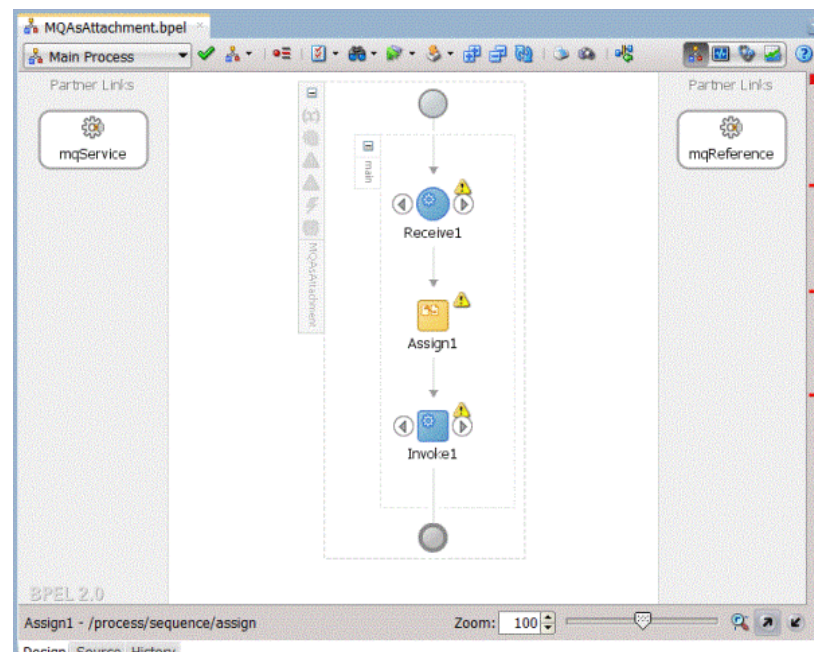 MQAsAttachment.bpel
Main Process
Partner Links
Partner Links
mqService
mqReference
main
Receive1
MQAsAttachment
Assign1
Invoke1
BPEL 2.0
Assign1 - /process/sequence/assign
Zoom: 100
Design Source History